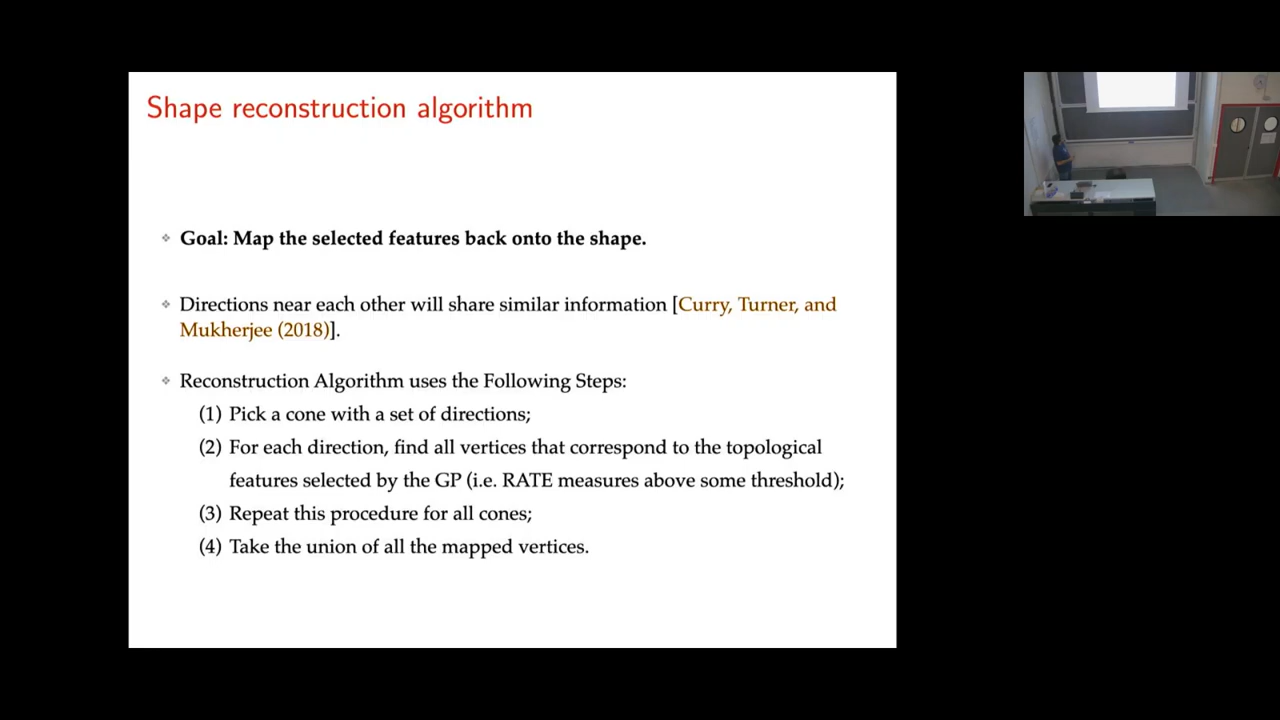 Shape reconstruction algorithm
❖ Goal: Map the selected features back onto the shape.
❖ Directions near each other will share similar information [Curry, Turner, and
Mukherjee (2018)].
❖ Reconstruction Algorithm uses the Following Steps:
(1) Pick a cone with a set of directions;
(2) For each direction, find all vertices that correspond to the topological
features selected by the GP (i.e. RATE measures above some threshold);
(3) Repeat this procedure for all cones;
(4) Take the union of all the mapped vertices.